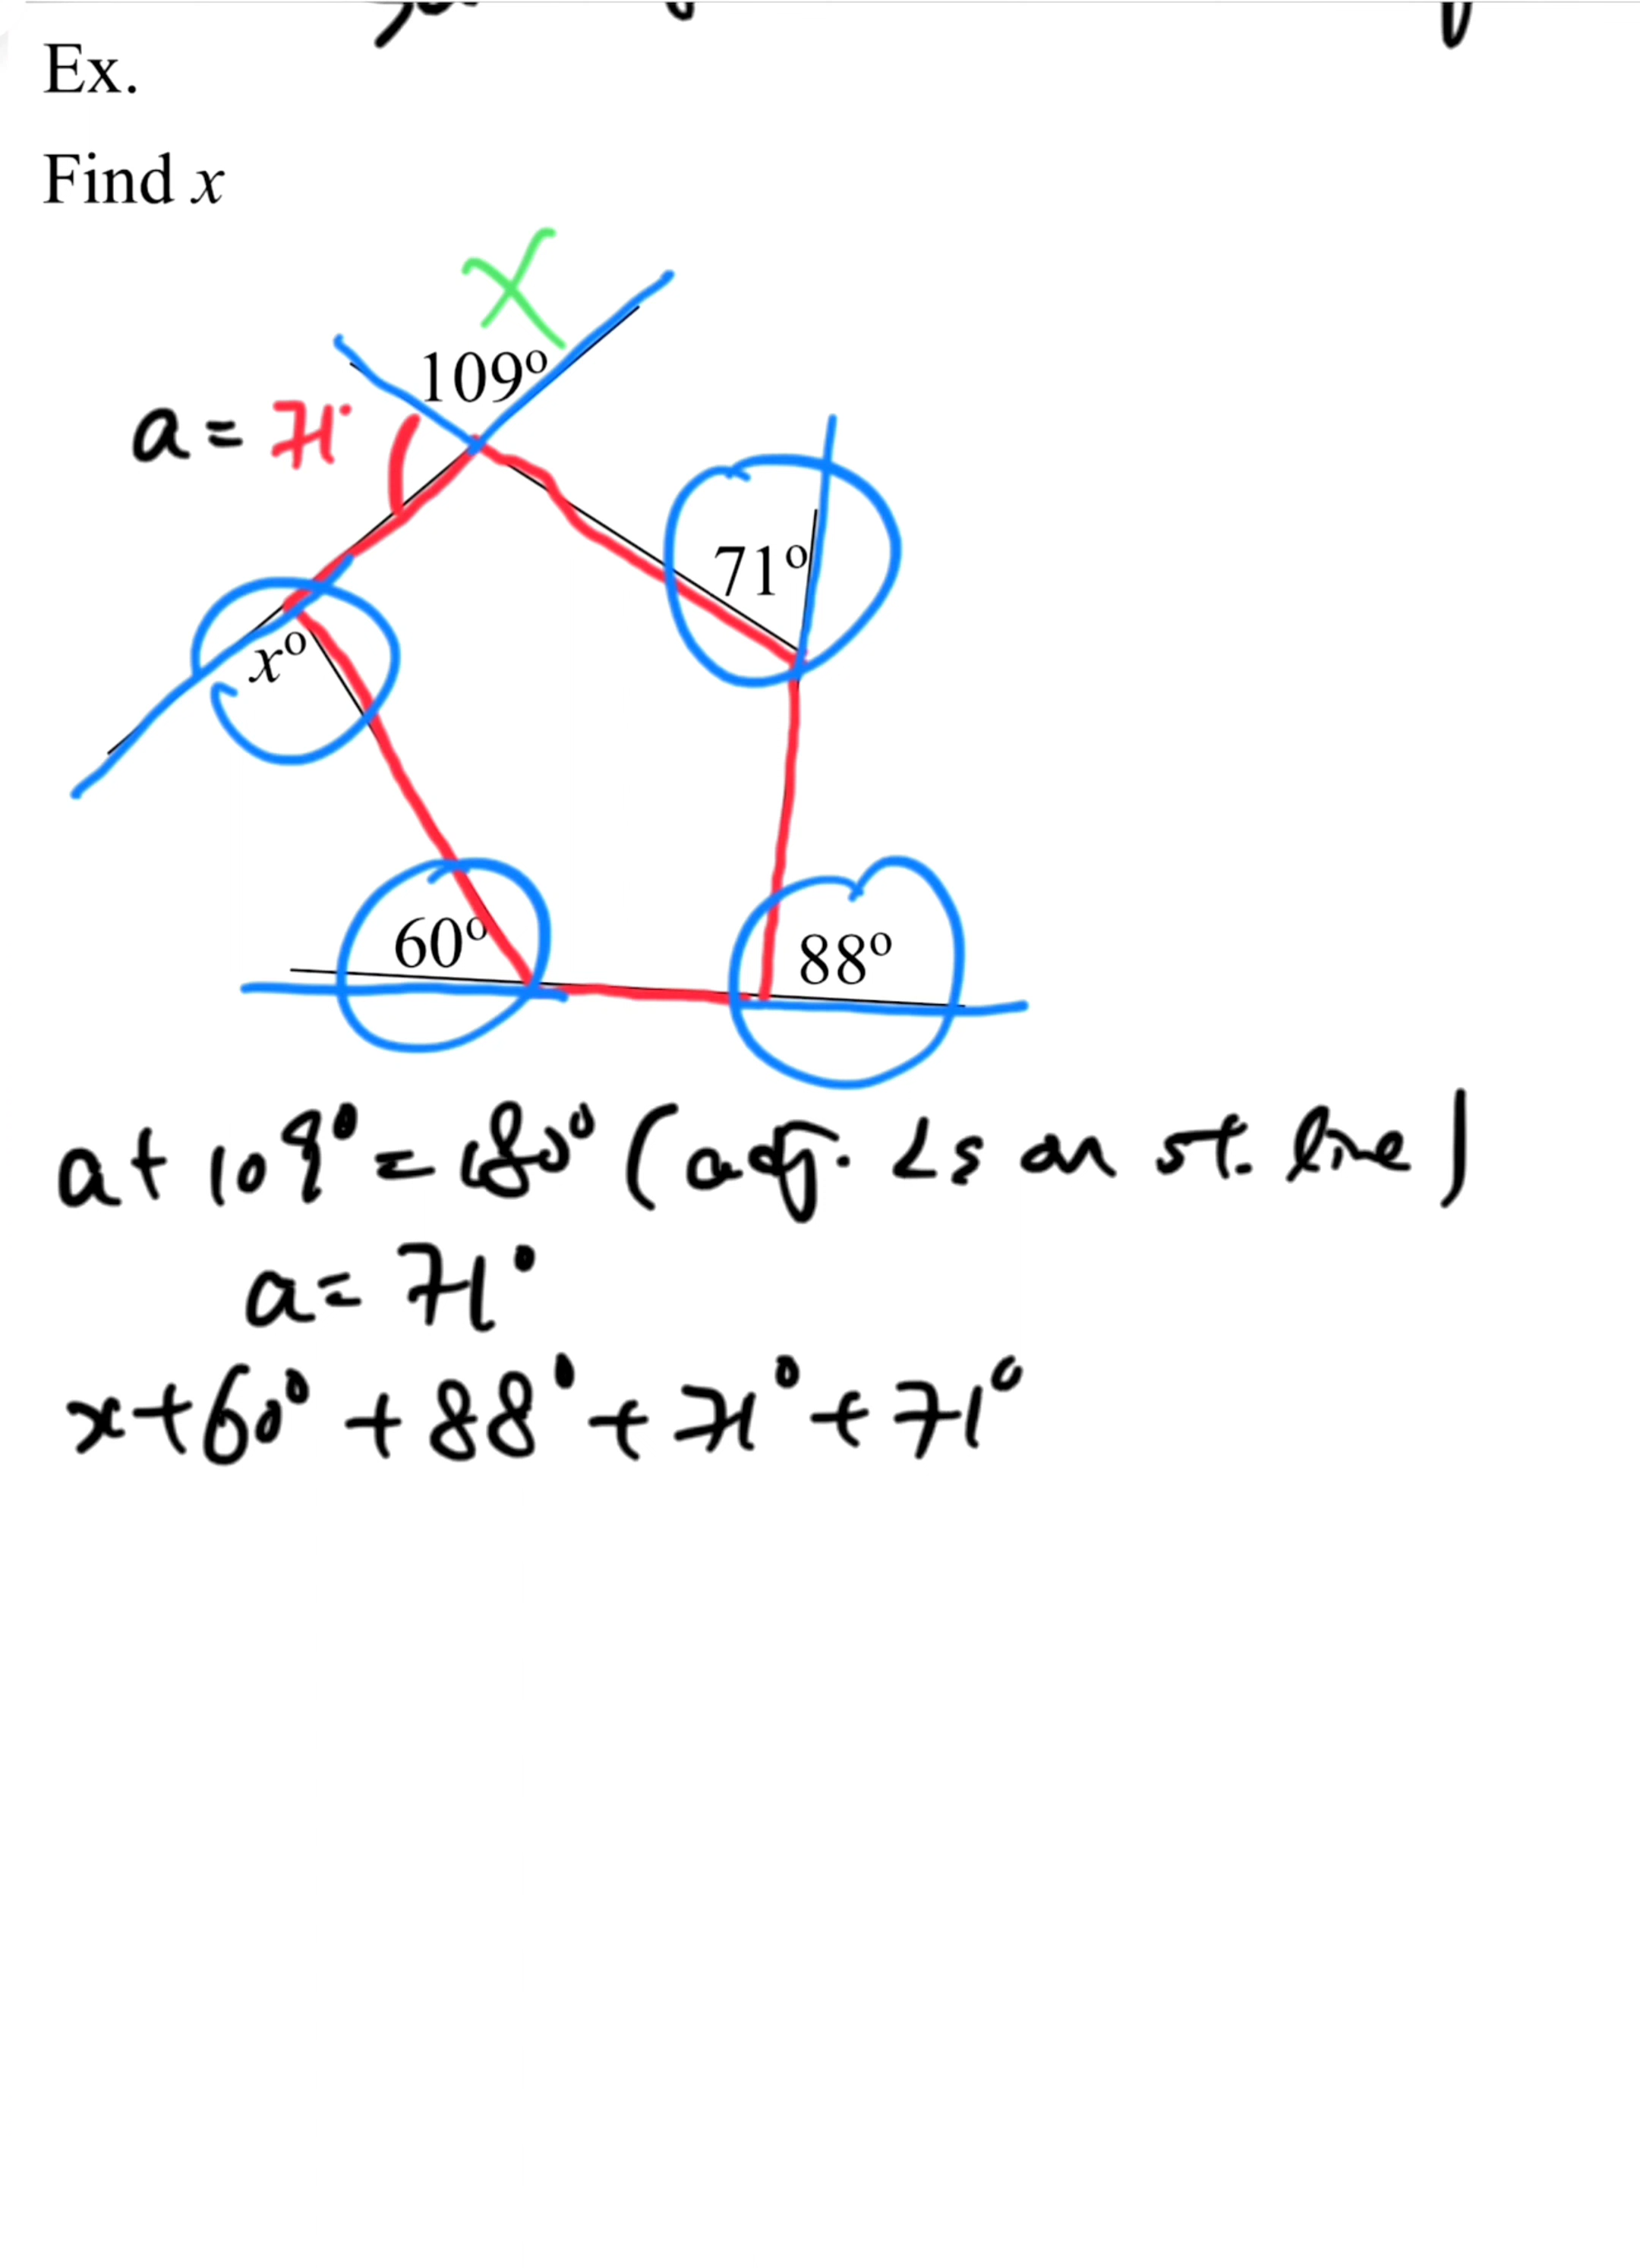 Ex.
Find x
X
109°
a = 71°
71°
x°
60°
88°
a + 109° = 180° (adj. ∠s on st. line)
a = 71°
x + 60° + 88° + 71° + 71°